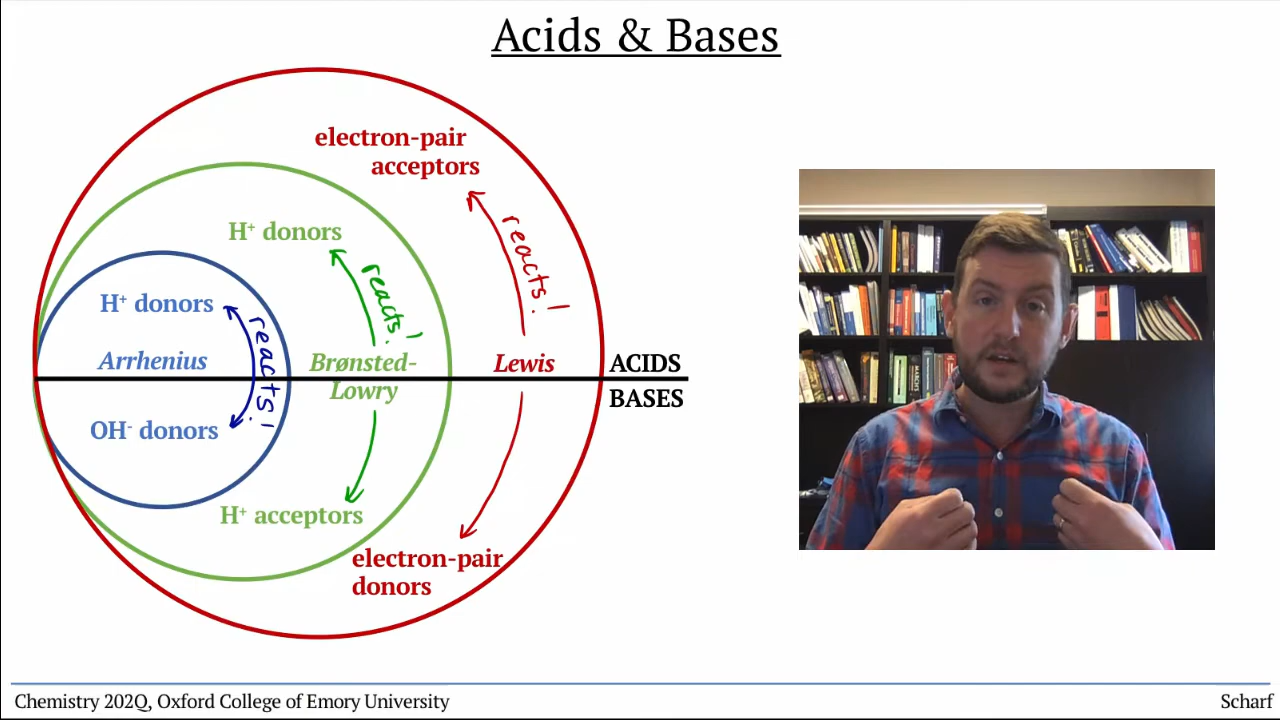 Acids & Bases
electron-pair
acceptors
reacts!
H⁺ donors
reacts!
H⁺ donors
reacts!
Arrhenius
Brønsted-
Lowry
Lewis
ACIDS
BASES
OH⁻ donors
H⁺ acceptors
electron-pair
donors
Chemistry 202Q, Oxford College of Emory University
Scharf